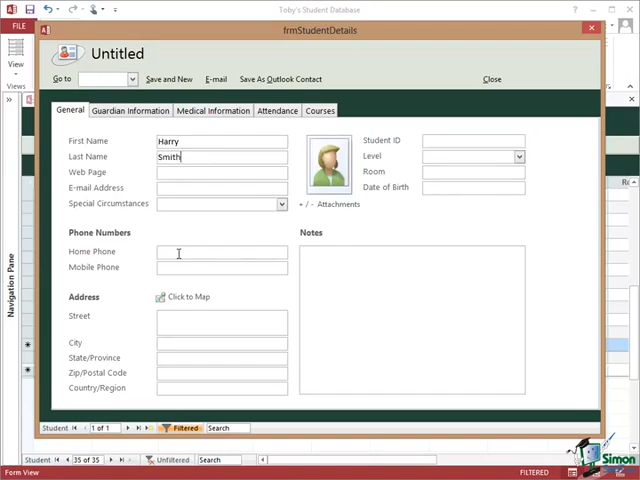 Toby's Student Database
FILE
frmStudentDetails
View
Views
Untitled
Go to
Save and New
E-mail
Save As Outlook Contact
Close
General
Guardian Information
Medical Information
Attendance
Courses
First Name
Harry
Last Name
Smith
Web Page
E-mail Address
Special Circumstances
+ / - Attachments
Student ID
Level
Room
Date of Birth
Phone Numbers
Home Phone
Mobile Phone
Notes
Address
Click to Map
Street
City
State/Province
Zip/Postal Code
Country/Region
Navigation Pane
Student
1 of 1
Filtered
Search
Student
35 of 35
Unfiltered
Search
Form View
FILTERED
Simon